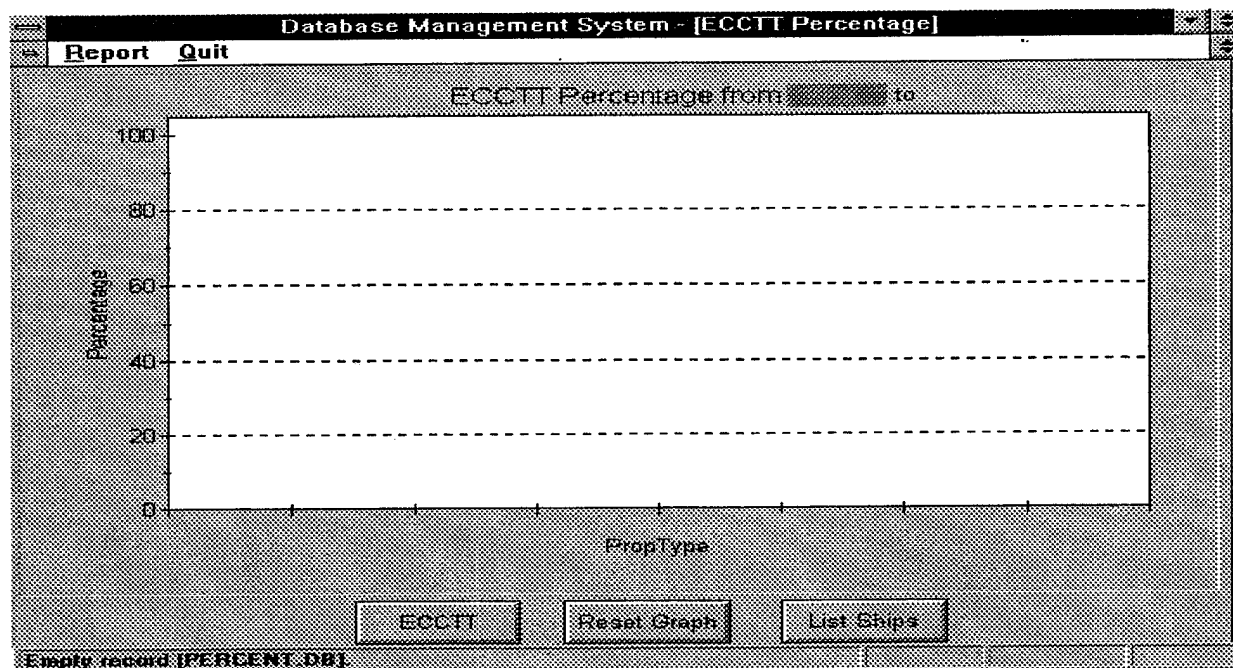 Database Management System - [ECCTT Percentage]
Report Quit
ECCTT Percentage from to
100
80
60
40
20
0
Percentage
PropType
ECCTT Reset Graph List Ships
Empty record [PERCENT.DB].